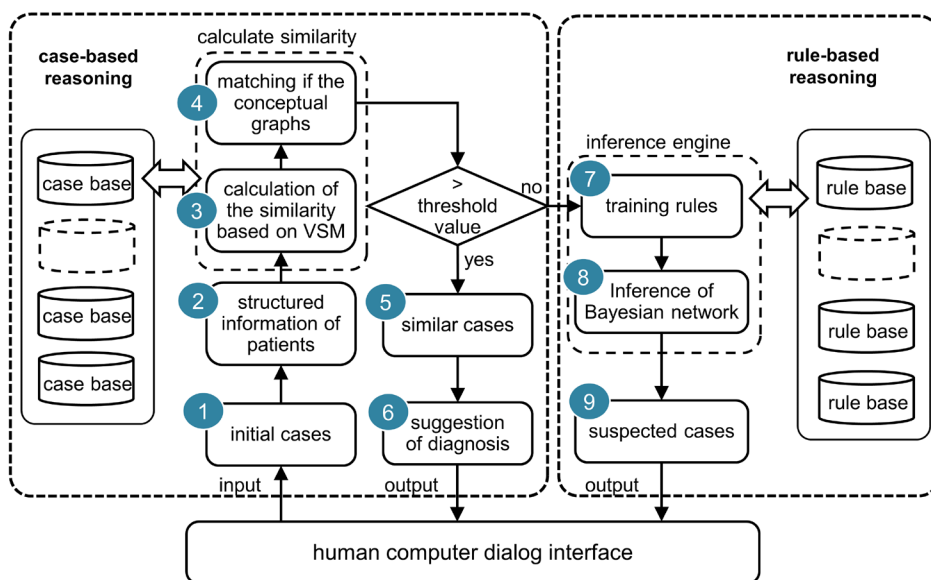 case-based
reasoning
calculate similarity
4
matching if the
conceptual
graphs
3
calculation of
the similarity
based on VSM
2
structured
information of
patients
1
initial cases
input
case base
case base
case base
>
threshold
value
no
yes
5
similar cases
6
suggestion
of diagnosis
output
rule-based
reasoning
inference engine
7
training rules
8
Inference of
Bayesian network
9
suspected cases
output
rule base
rule base
rule base
human computer dialog interface